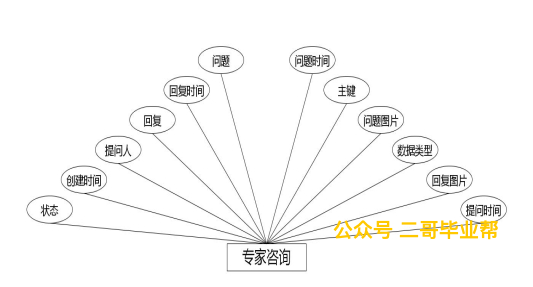 问题
问题时间
回复时间
主键
回复
问题图片
提问人
数据类型
创建时间
回复图片
状态
提问时间
公众号 二哥毕业帮
专家咨询